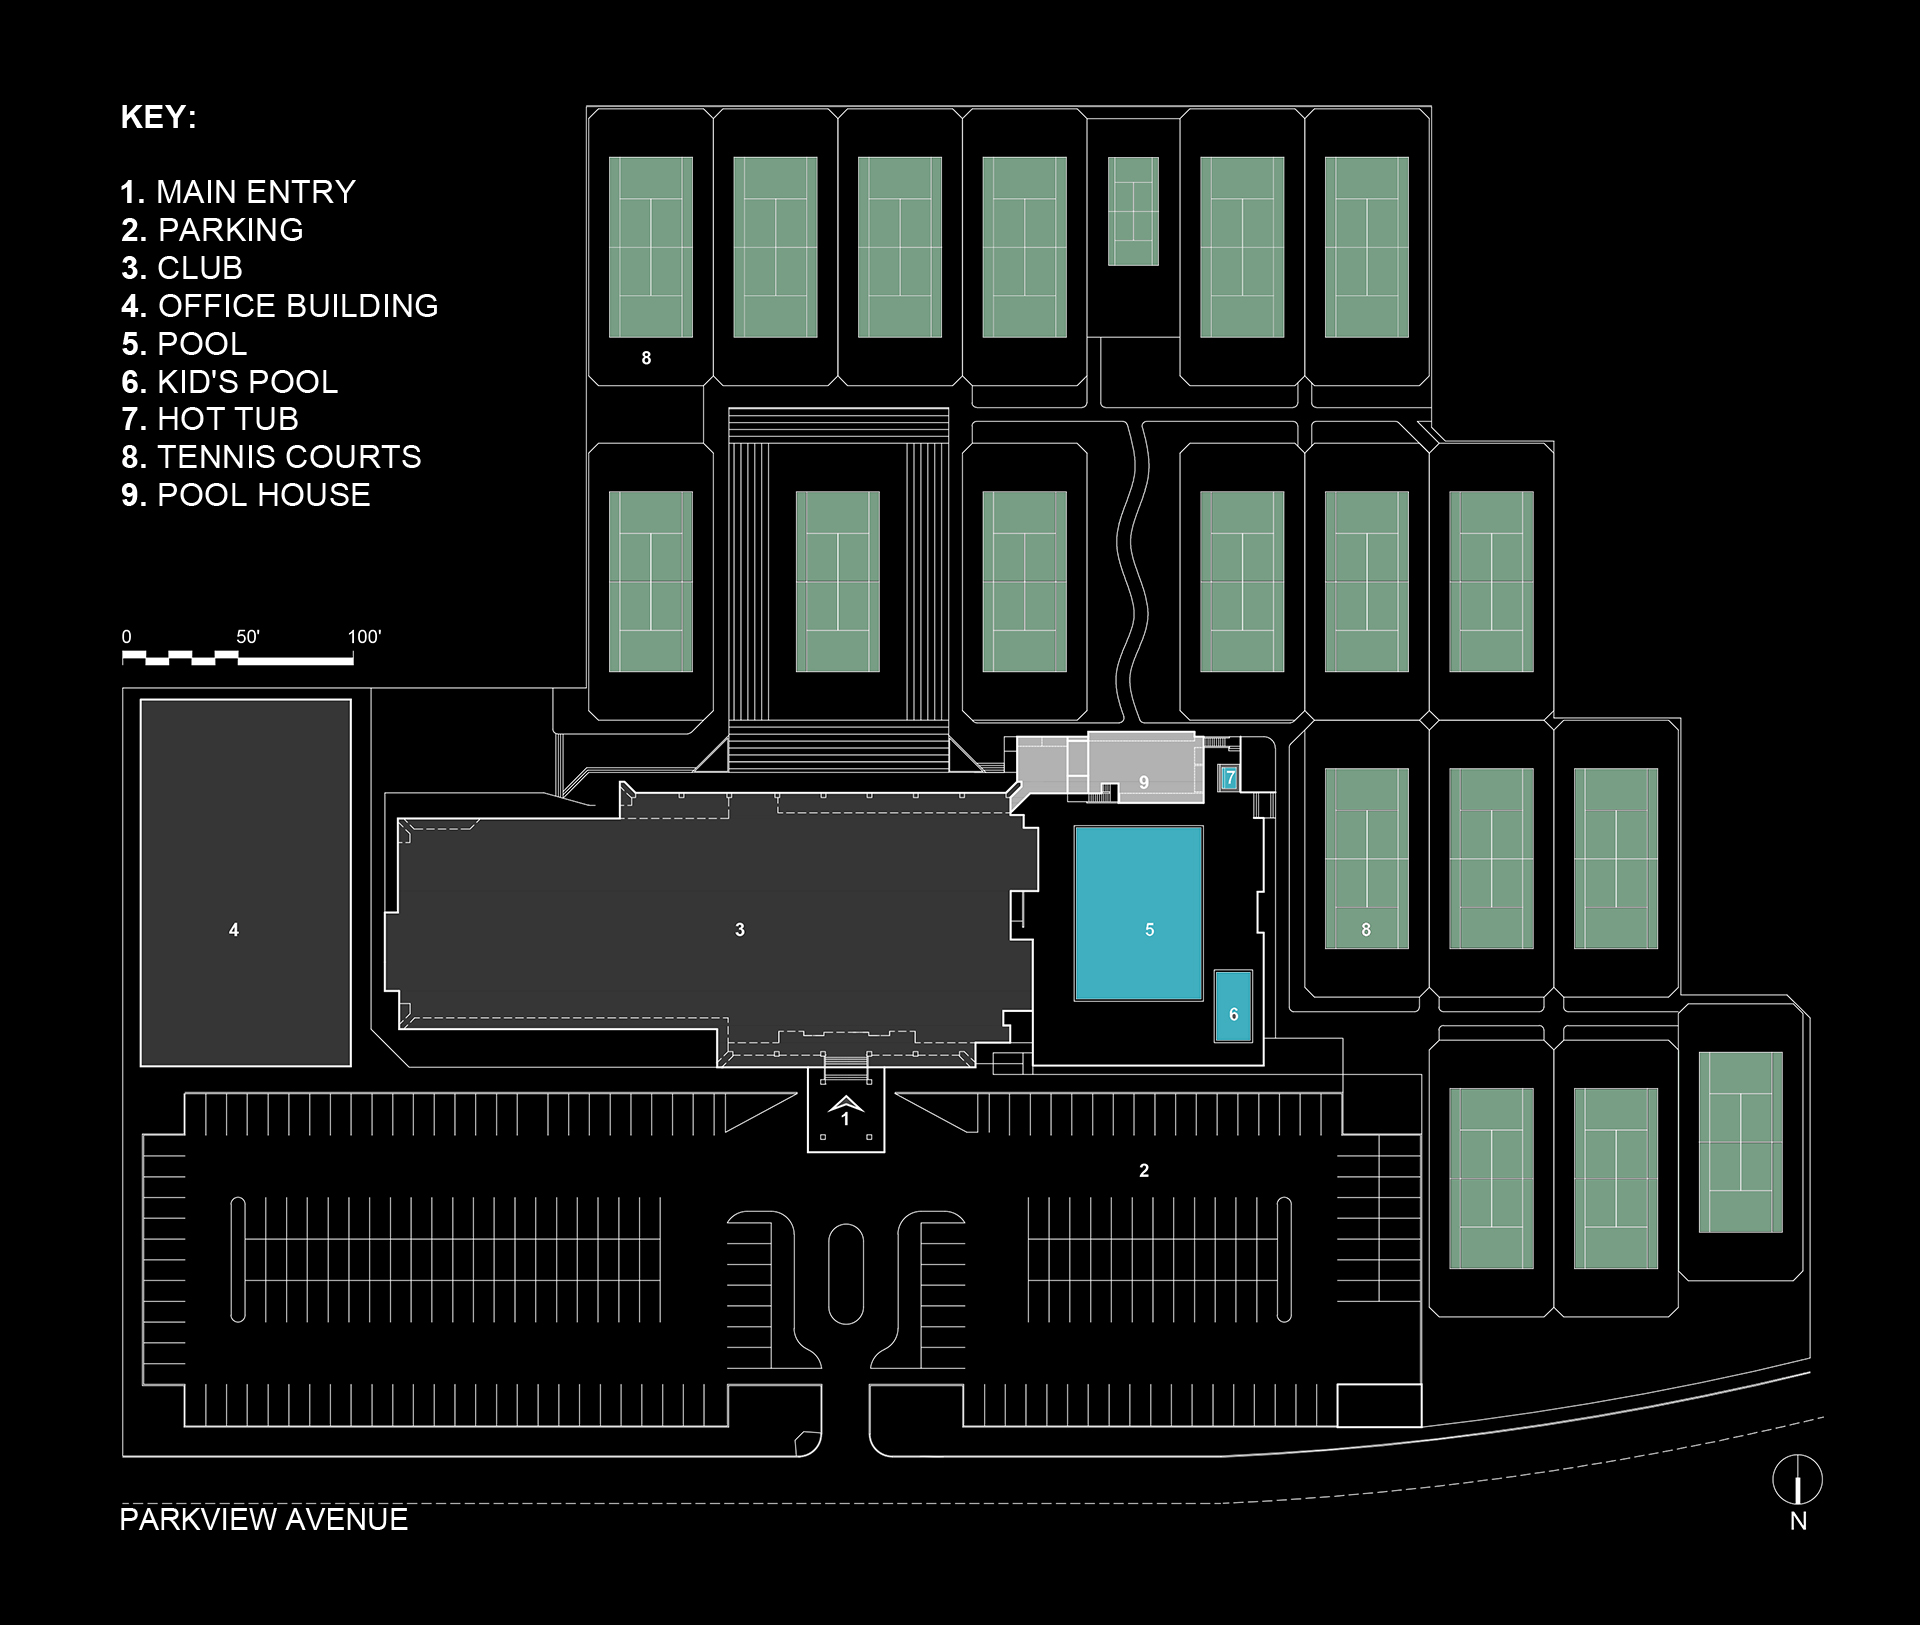 KEY:
1. MAIN ENTRY
2. PARKING
3. CLUB
4. OFFICE BUILDING
5. POOL
6. KID'S POOL
7. HOT TUB
8. TENNIS COURTS
9. POOL HOUSE
8
0 50' 100'
9
7
4
3
5
8
6
1
2
PARKVIEW AVENUE
N